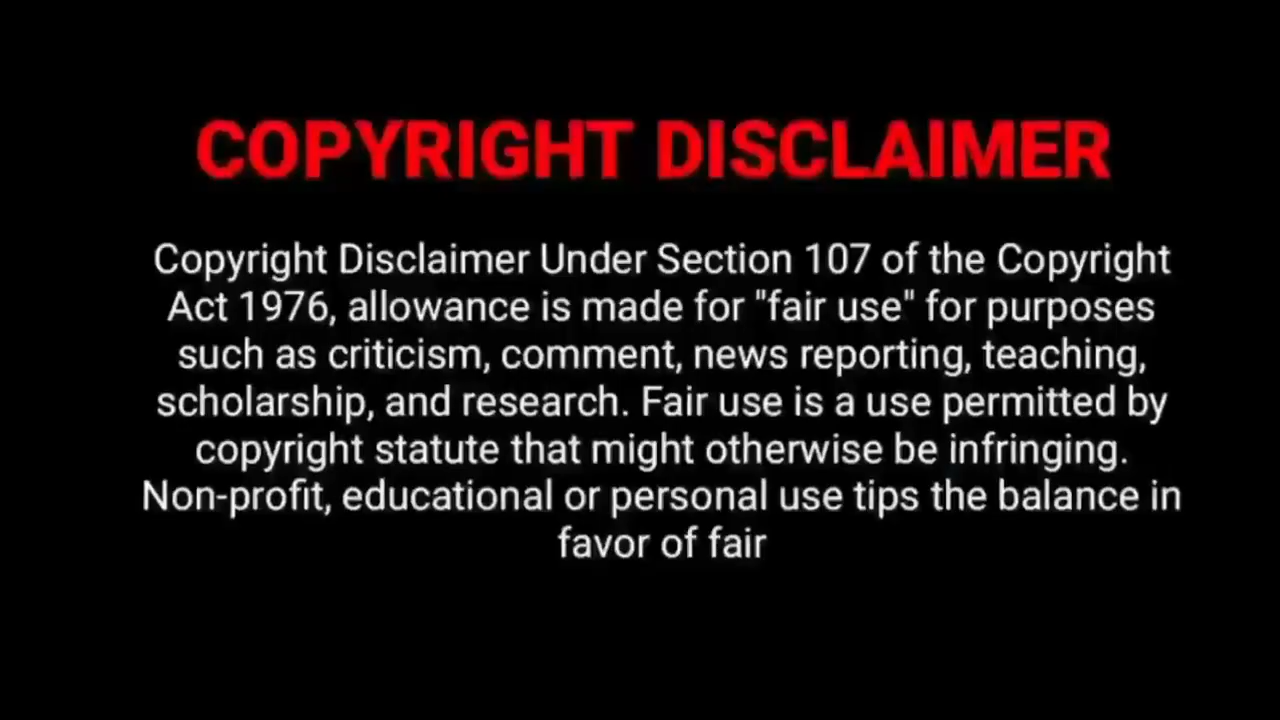 COPYRIGHT DISCLAIMER
Copyright Disclaimer Under Section 107 of the Copyright
Act 1976, allowance is made for "fair use" for purposes
such as criticism, comment, news reporting, teaching,
scholarship, and research. Fair use is a use permitted by
copyright statute that might otherwise be infringing.
Non-profit, educational or personal use tips the balance in
favor of fair